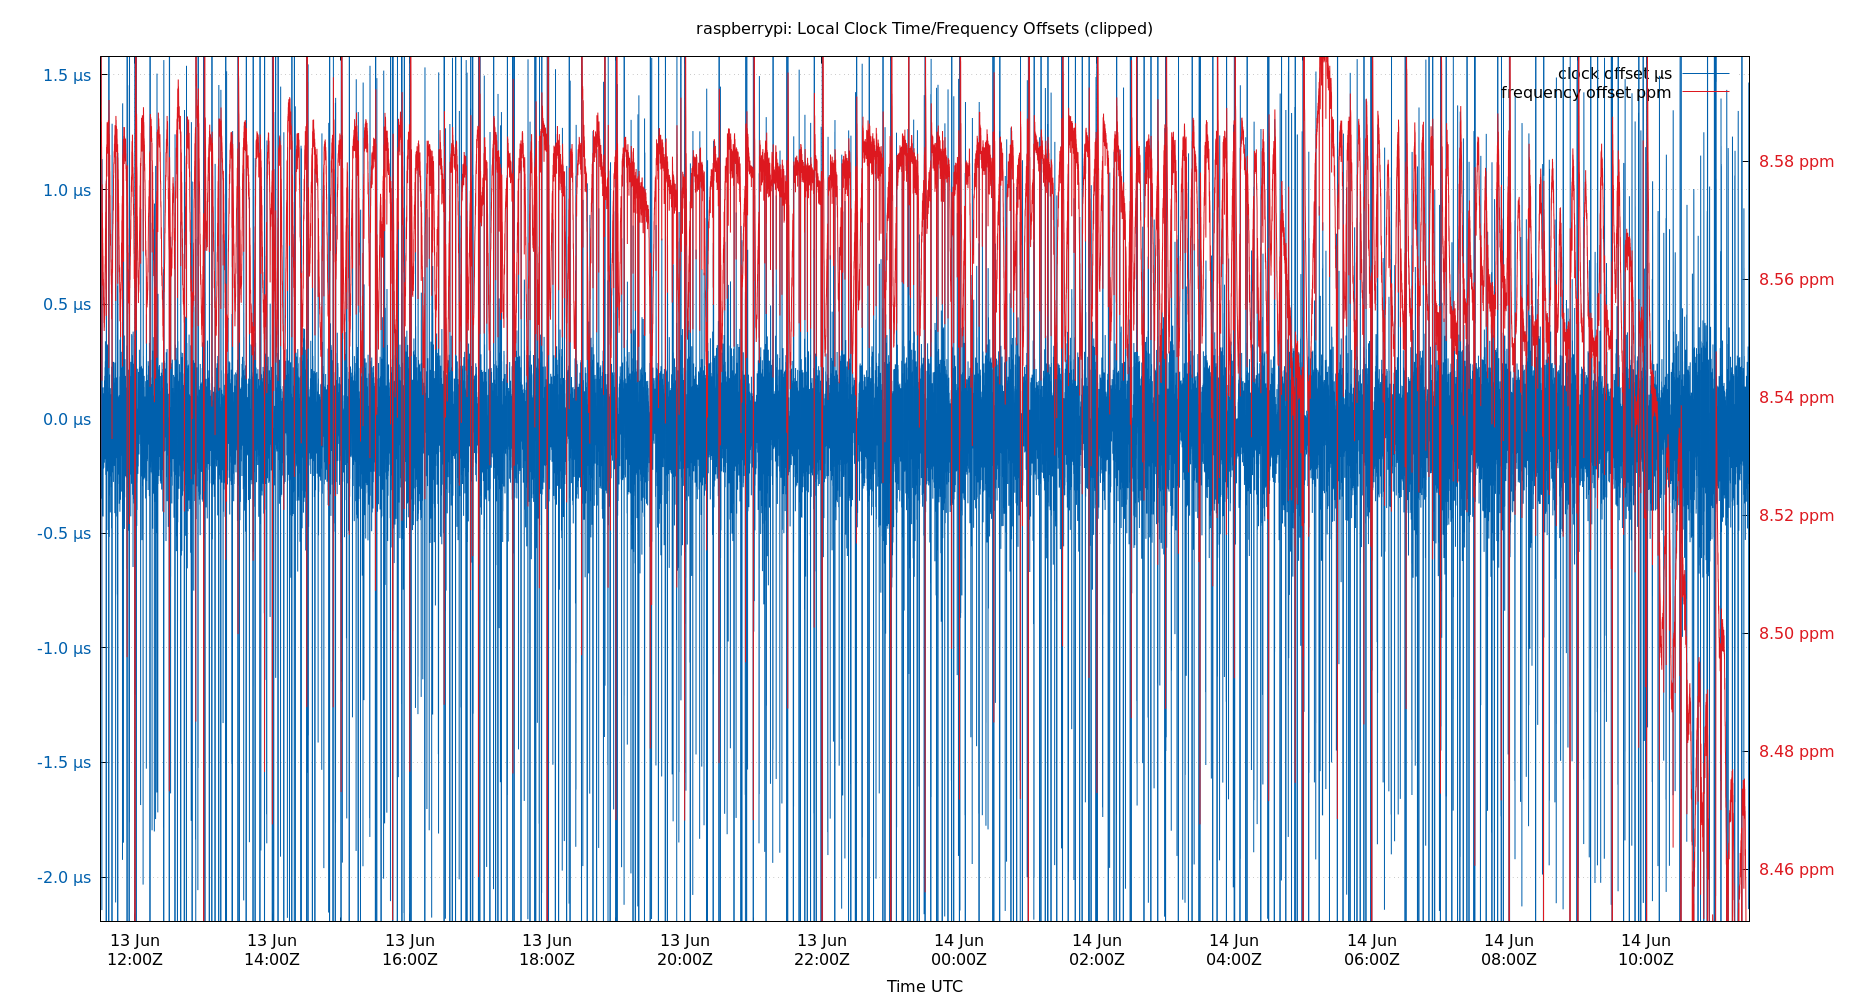 raspberrypi: Local Clock Time/Frequency Offsets (clipped)
clock offset µs
frequency offset ppm
1.5 µs
1.0 µs
0.5 µs
0.0 µs
-0.5 µs
-1.0 µs
-1.5 µs
-2.0 µs
8.58 ppm
8.56 ppm
8.54 ppm
8.52 ppm
8.50 ppm
8.48 ppm
8.46 ppm
13 Jun 13 Jun 13 Jun 13 Jun 13 Jun 13 Jun 14 Jun 14 Jun 14 Jun 14 Jun 14 Jun 14 Jun
12:00Z 14:00Z 16:00Z 18:00Z 20:00Z 22:00Z 00:00Z 02:00Z 04:00Z 06:00Z 08:00Z 10:00Z
Time UTC